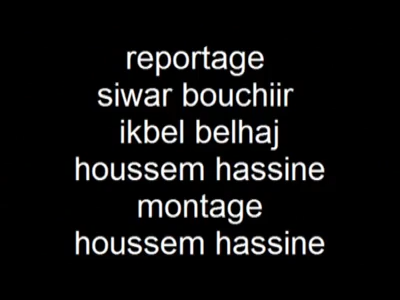 reportage
siwar bouchiir
ikbel belhaj
houssem hassine
montage
houssem hassine